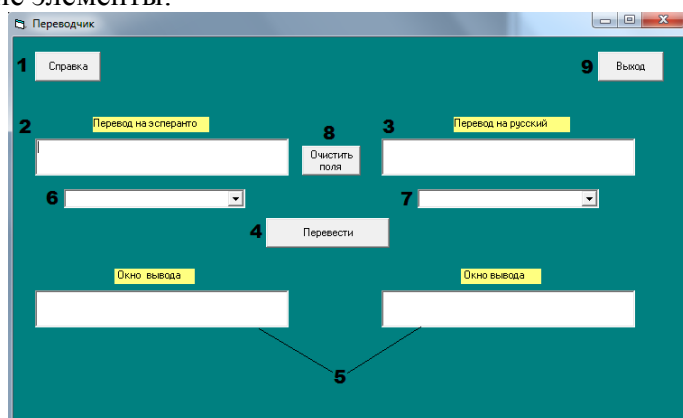 ие элементы:
Переводчик
1 Справка 9 Выход
2 Перевод на эсперанто 8 3 Перевод на русский
Очистить
поля
6 7
4 Перевести
Окно вывода Окно вывода
5